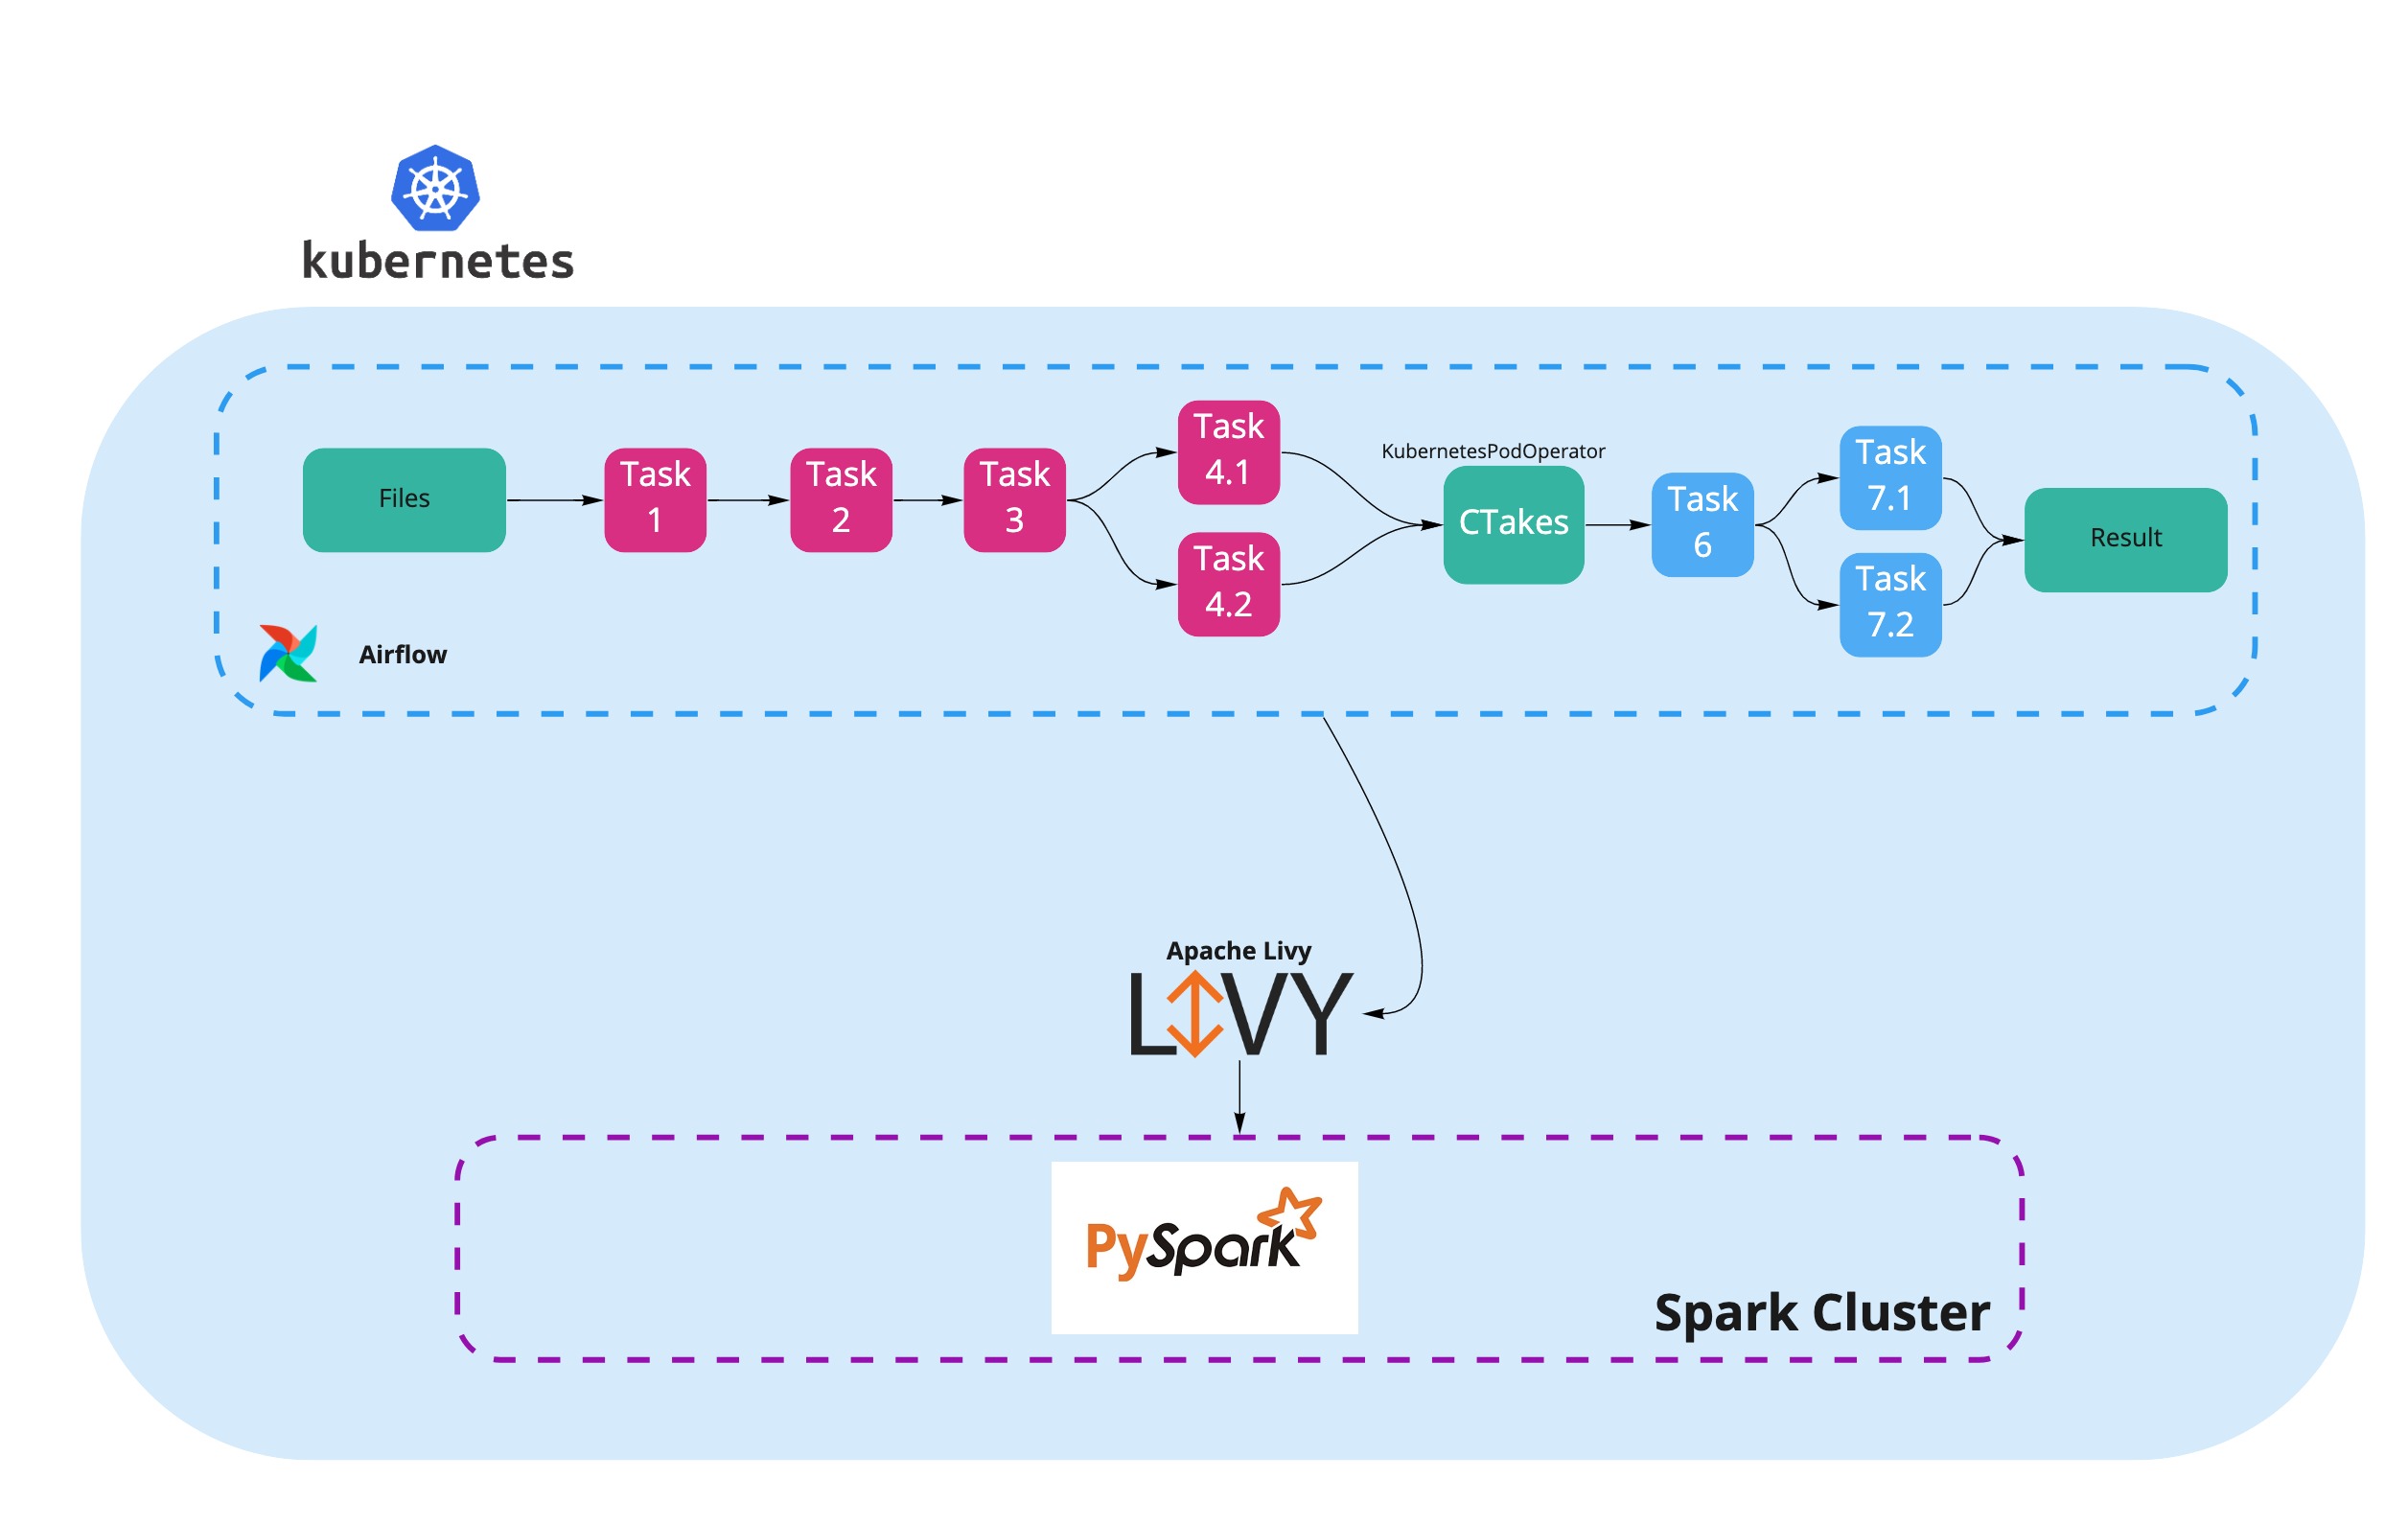 kubernetes
Files
Task
1
Task
2
Task
3
Task
4.1
Task
4.2
KubernetesPodOperator
CTakes
Task
6
Task
7.1
Task
7.2
Result
Airflow
Apache Livy
LIVY
PySpark
Spark Cluster